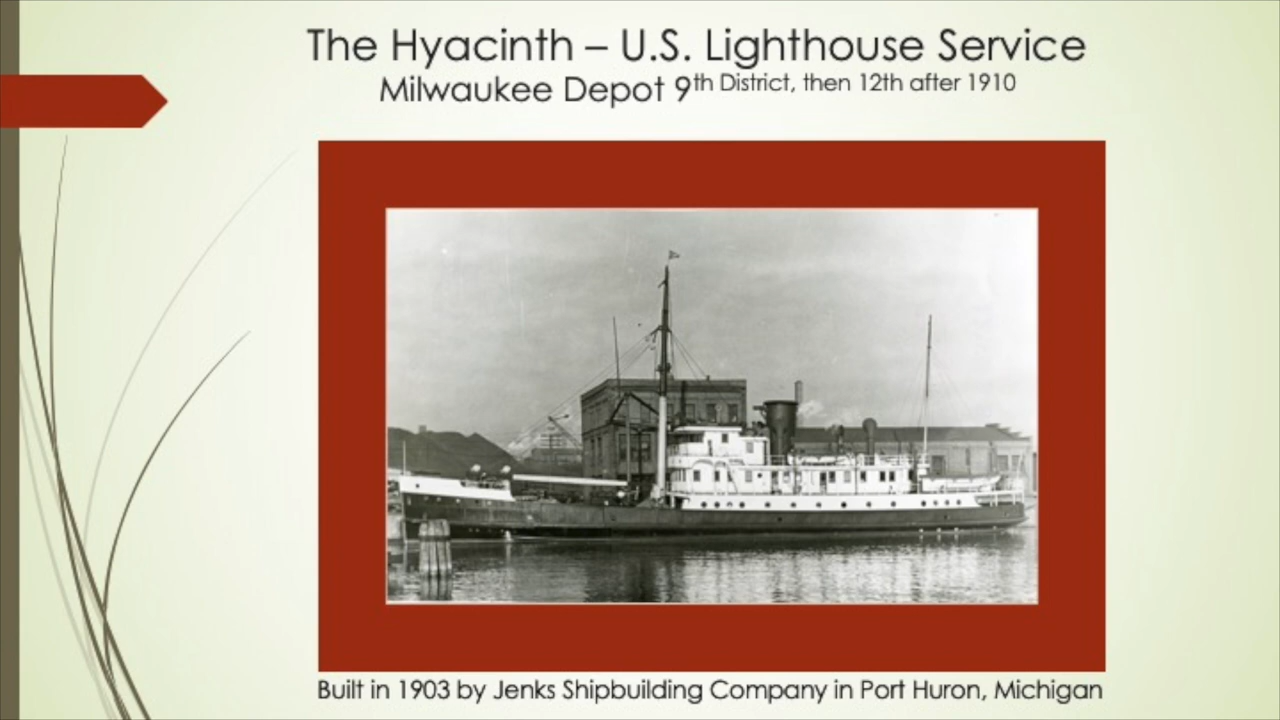 The Hyacinth – U.S. Lighthouse Service
Milwaukee Depot 9th District, then 12th after 1910
Built in 1903 by Jenks Shipbuilding Company in Port Huron, Michigan